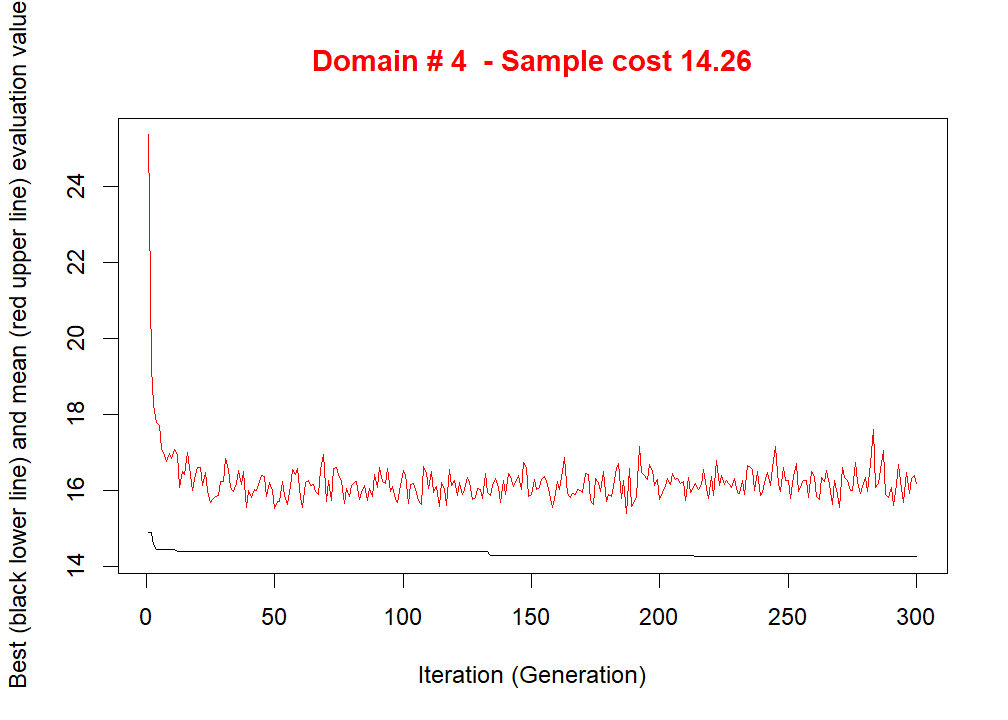 Domain # 4  - Sample cost 14.26
Best (black lower line) and mean (red upper line) evaluation value
24
22
20
18
16
14
0 50 100 150 200 250 300
Iteration (Generation)